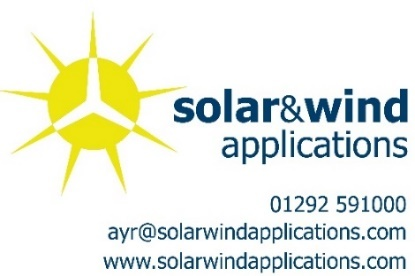 solar&wind
applications
01292 591000
ayr@solarwindapplications.com
www.solarwindapplications.com